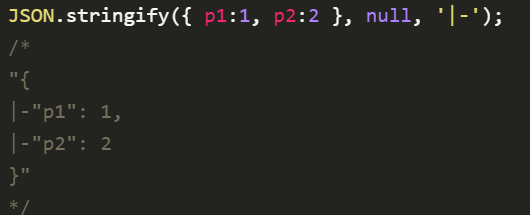 JSON.stringify({ p1:1, p2:2 }, null, '|-');
/*
"{
|-"p1": 1,
|-"p2": 2
}"
*/